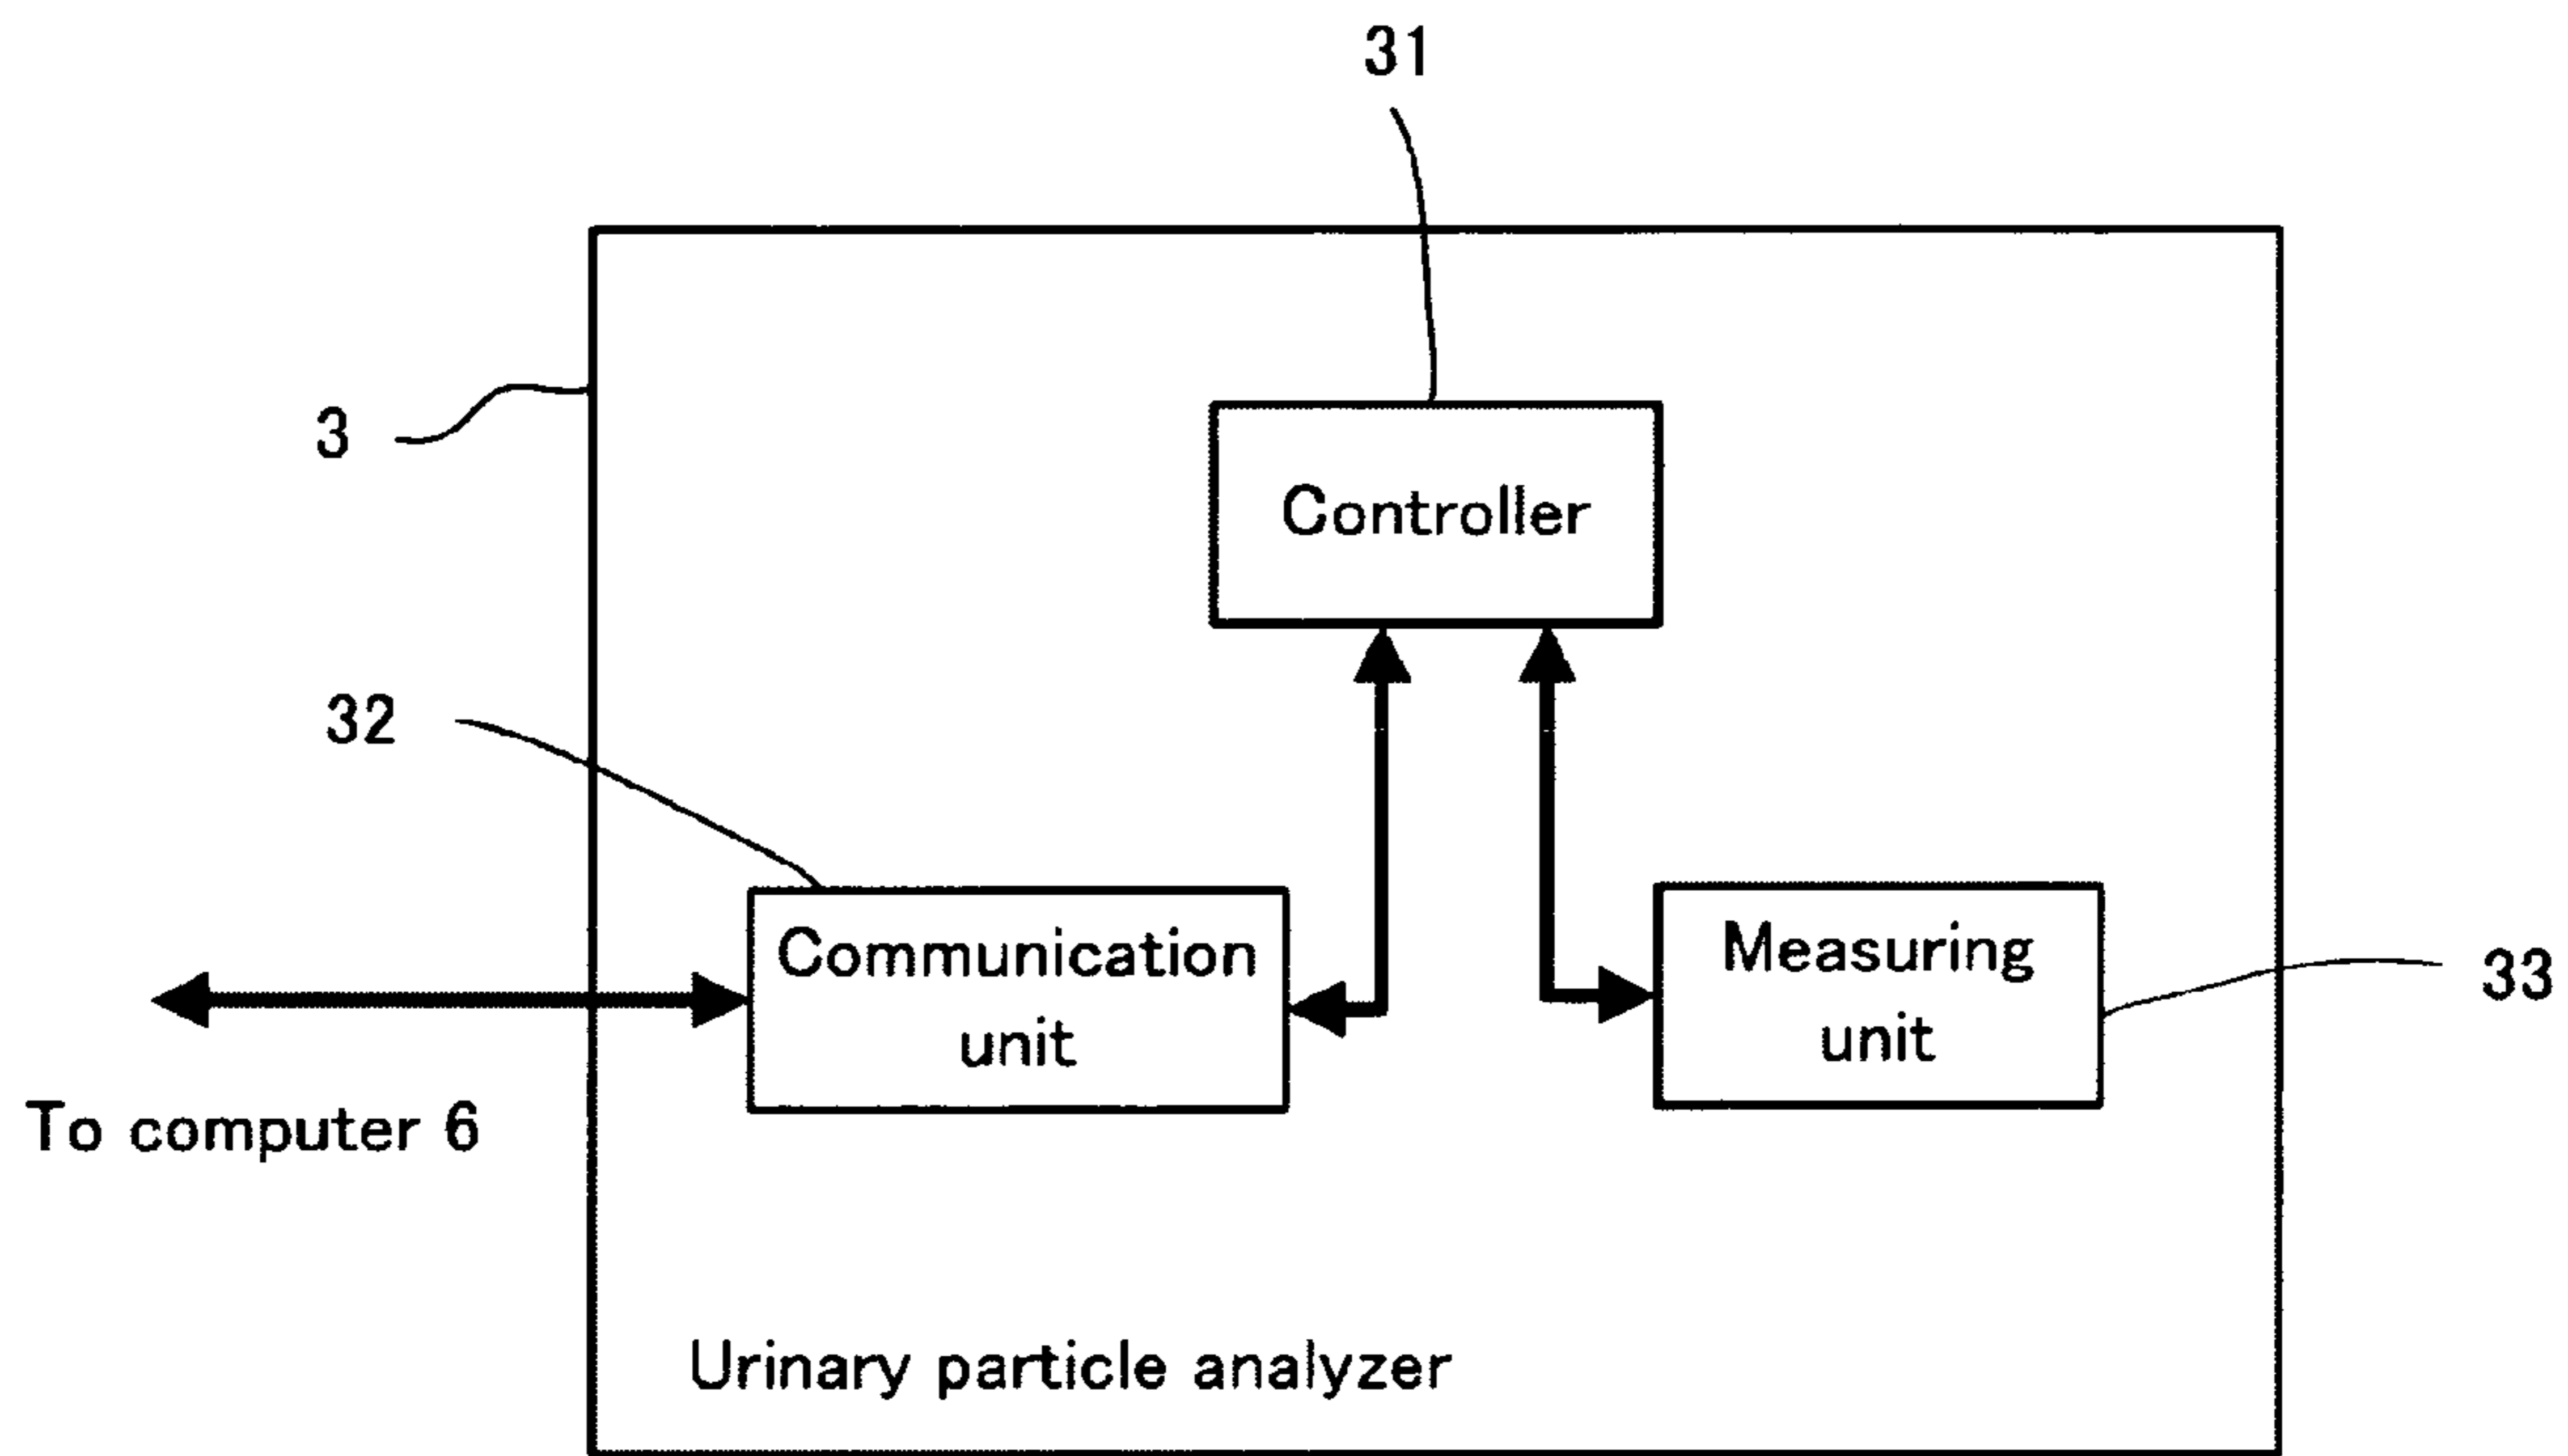 31
3
Controller
32
Communication
unit
Measuring
unit
33
To computer 6
Urinary particle analyzer